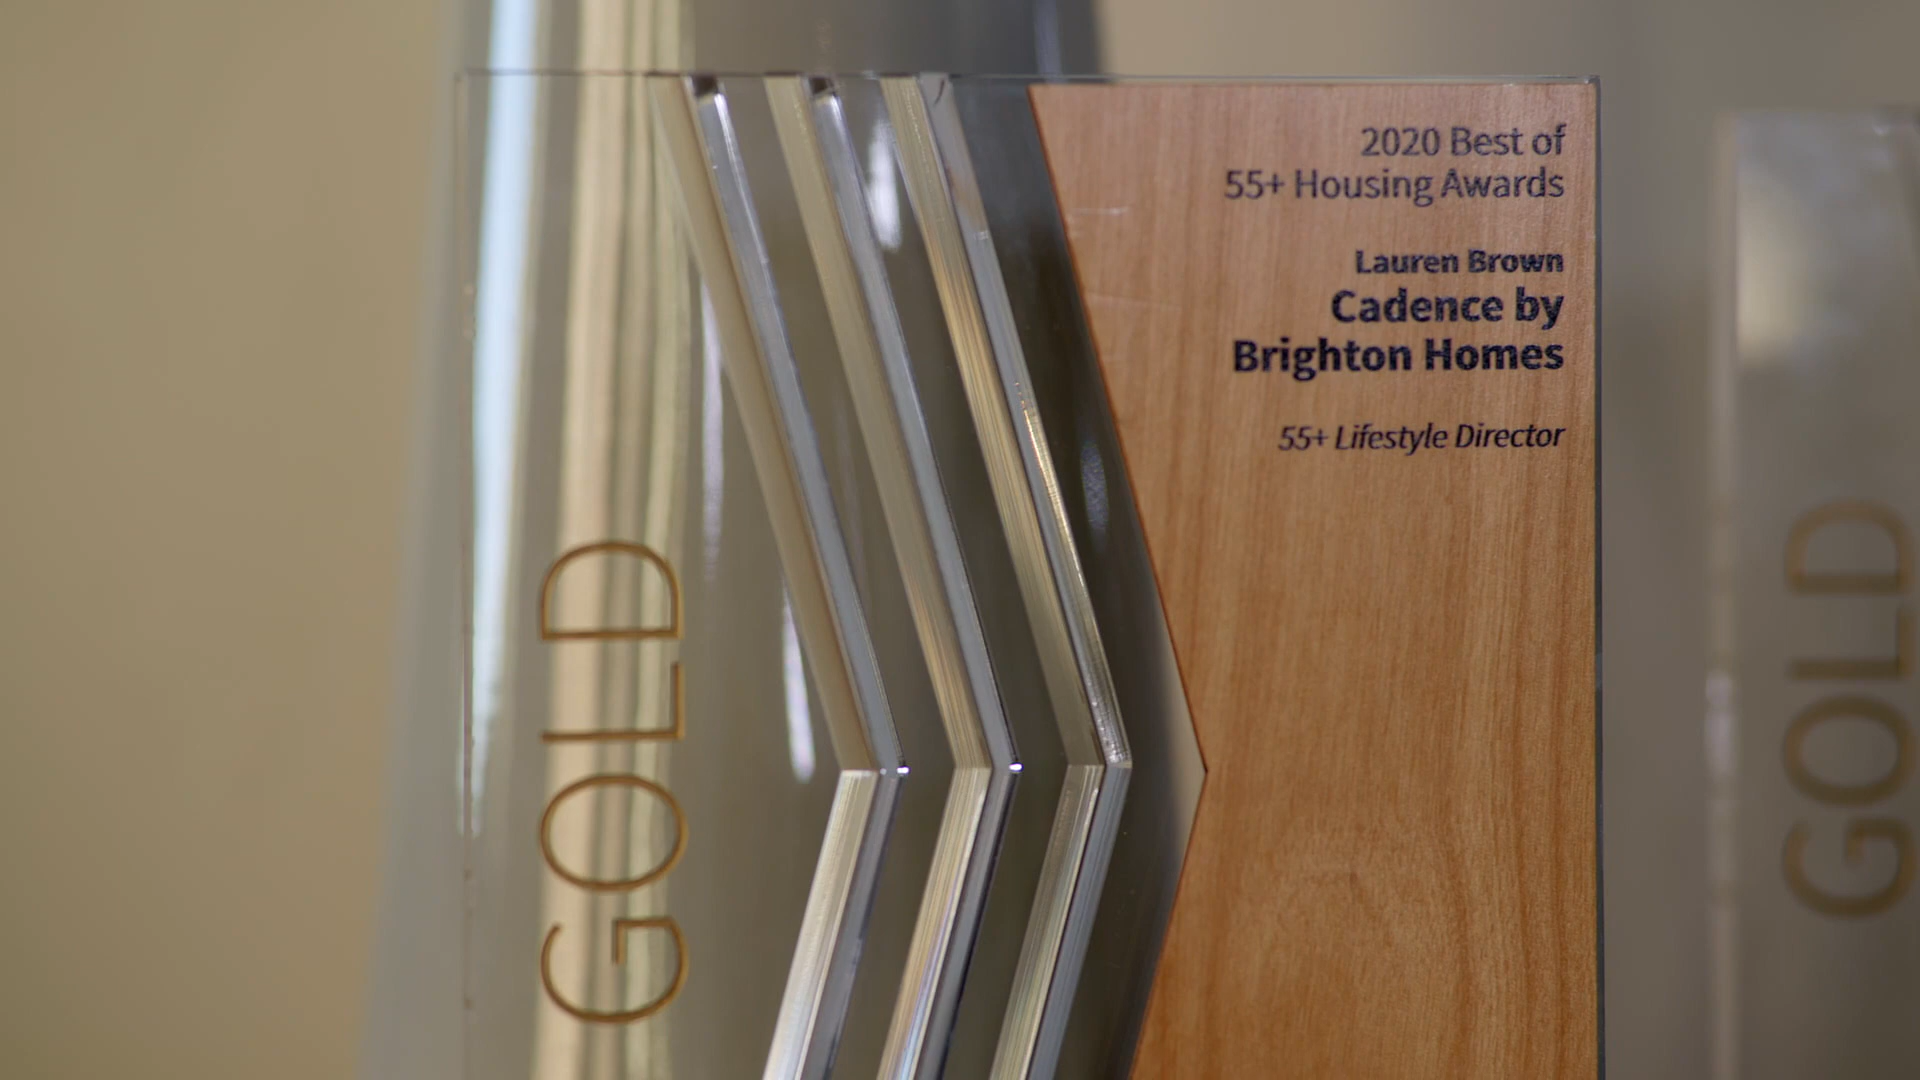 2020 Best of
55+ Housing Awards
Lauren Brown
Cadence by
Brighton Homes
55+ Lifestyle Director
GOLD
GOLD